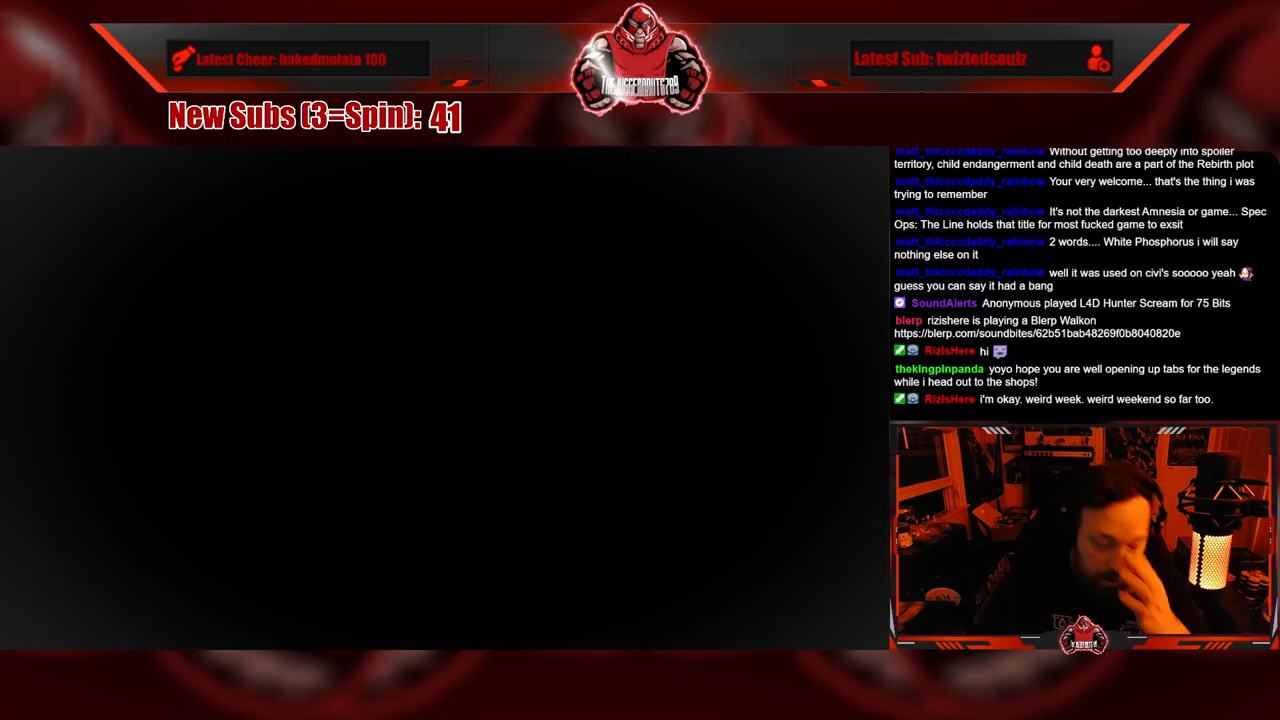 Latest Cheer: bakedmotato 100
THEJUGGERNAUT6789
Latest Sub: twiztedsoulz
New Subs (3=Spin): 41
matt_thiccccdaddy_rainbow Without getting too deeply into spoiler
territory, child endangerment and child death are a part of the Rebirth plot
matt_thiccccdaddy_rainbow Your very welcome... that's the thing i was
trying to remember
matt_thiccccdaddy_rainbow It's not the darkest Amnesia or game... Spec
Ops: The Line holds that title for most fucked game to exsit
matt_thiccccdaddy_rainbow 2 words.... White Phosphorus i will say
nothing else on it
matt_thiccccdaddy_rainbow well it was used on civi's sooooo yeah
guess you can say it had a bang
SoundAlerts Anonymous played L4D Hunter Scream for 75 Bits
blerp rizishere is playing a Blerp Walkon
https://blerp.com/soundbites/62b51bab48269f0b8040820e
RizIsHere hi
thekingpinpanda yoyo hope you are well opening up tabs for the legends
while i head out to the shops!
RizIsHere i'm okay. weird week. weird weekend so far too.